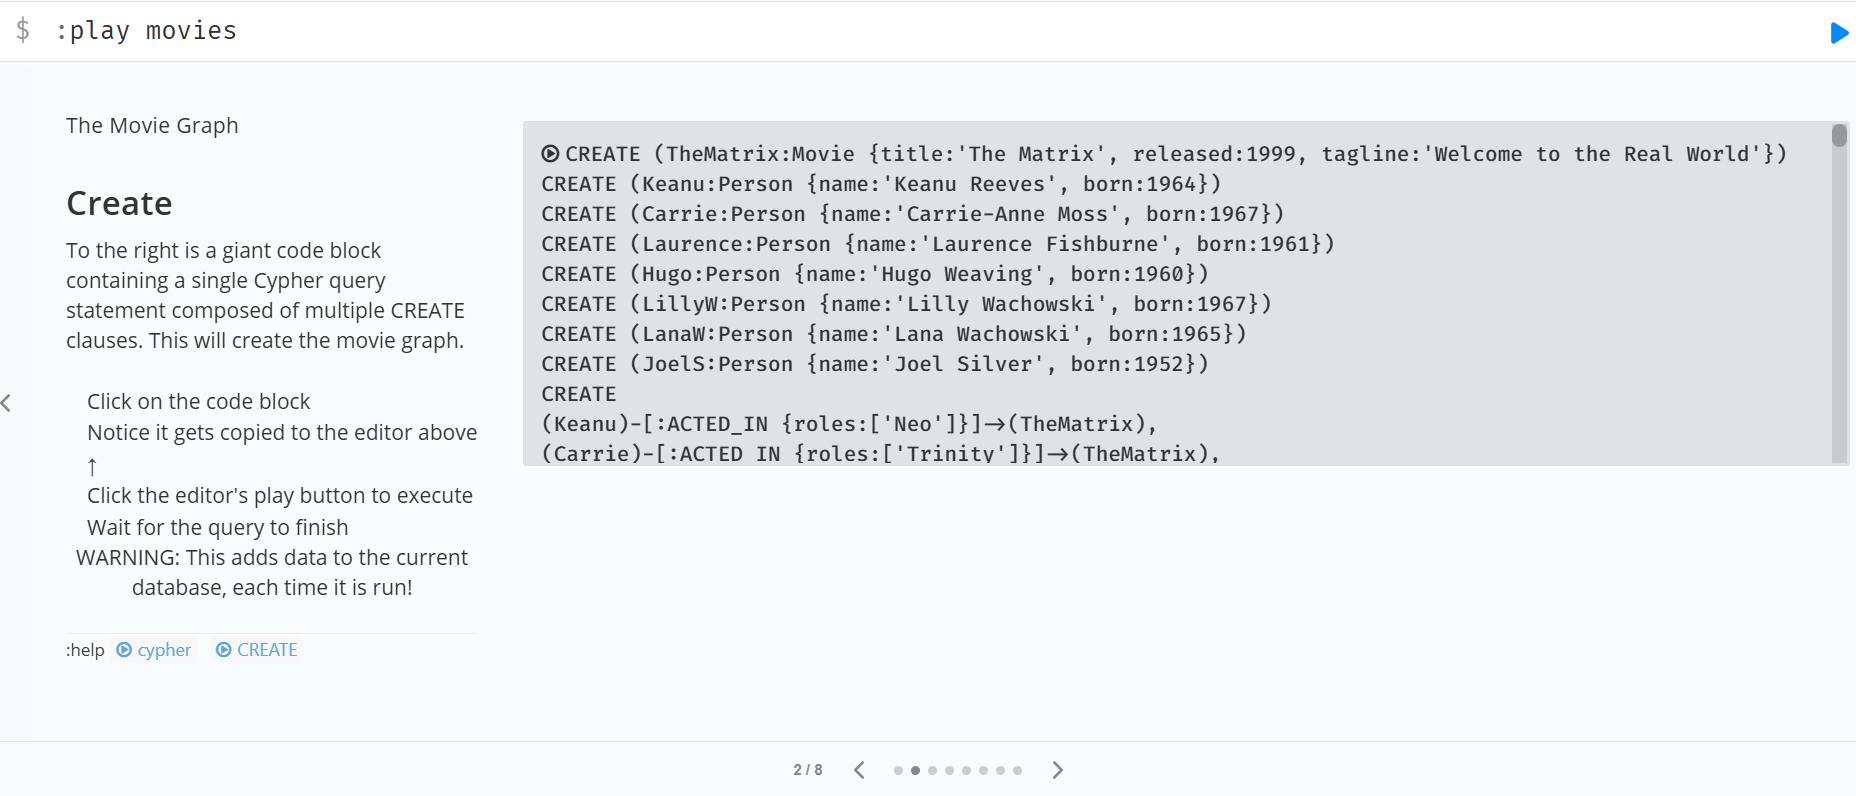 $ :play movies
The Movie Graph
Create
To the right is a giant code block
containing a single Cypher query
statement composed of multiple CREATE
clauses. This will create the movie graph.
Click on the code block
Notice it gets copied to the editor above
↑
Click the editor's play button to execute
Wait for the query to finish
WARNING: This adds data to the current
database, each time it is run!
:help cypher CREATE
CREATE (TheMatrix:Movie {title:'The Matrix', released:1999, tagline:'Welcome to the Real World'})
CREATE (Keanu:Person {name:'Keanu Reeves', born:1964})
CREATE (Carrie:Person {name:'Carrie-Anne Moss', born:1967})
CREATE (Laurence:Person {name:'Laurence Fishburne', born:1961})
CREATE (Hugo:Person {name:'Hugo Weaving', born:1960})
CREATE (LillyW:Person {name:'Lilly Wachowski', born:1967})
CREATE (LanaW:Person {name:'Lana Wachowski', born:1965})
CREATE (JoelS:Person {name:'Joel Silver', born:1952})
CREATE
(Keanu)-[:ACTED_IN {roles:['Neo']}]->(TheMatrix),
(Carrie)-[:ACTED_IN {roles:['Trinity']}]->(TheMatrix),
2 / 8